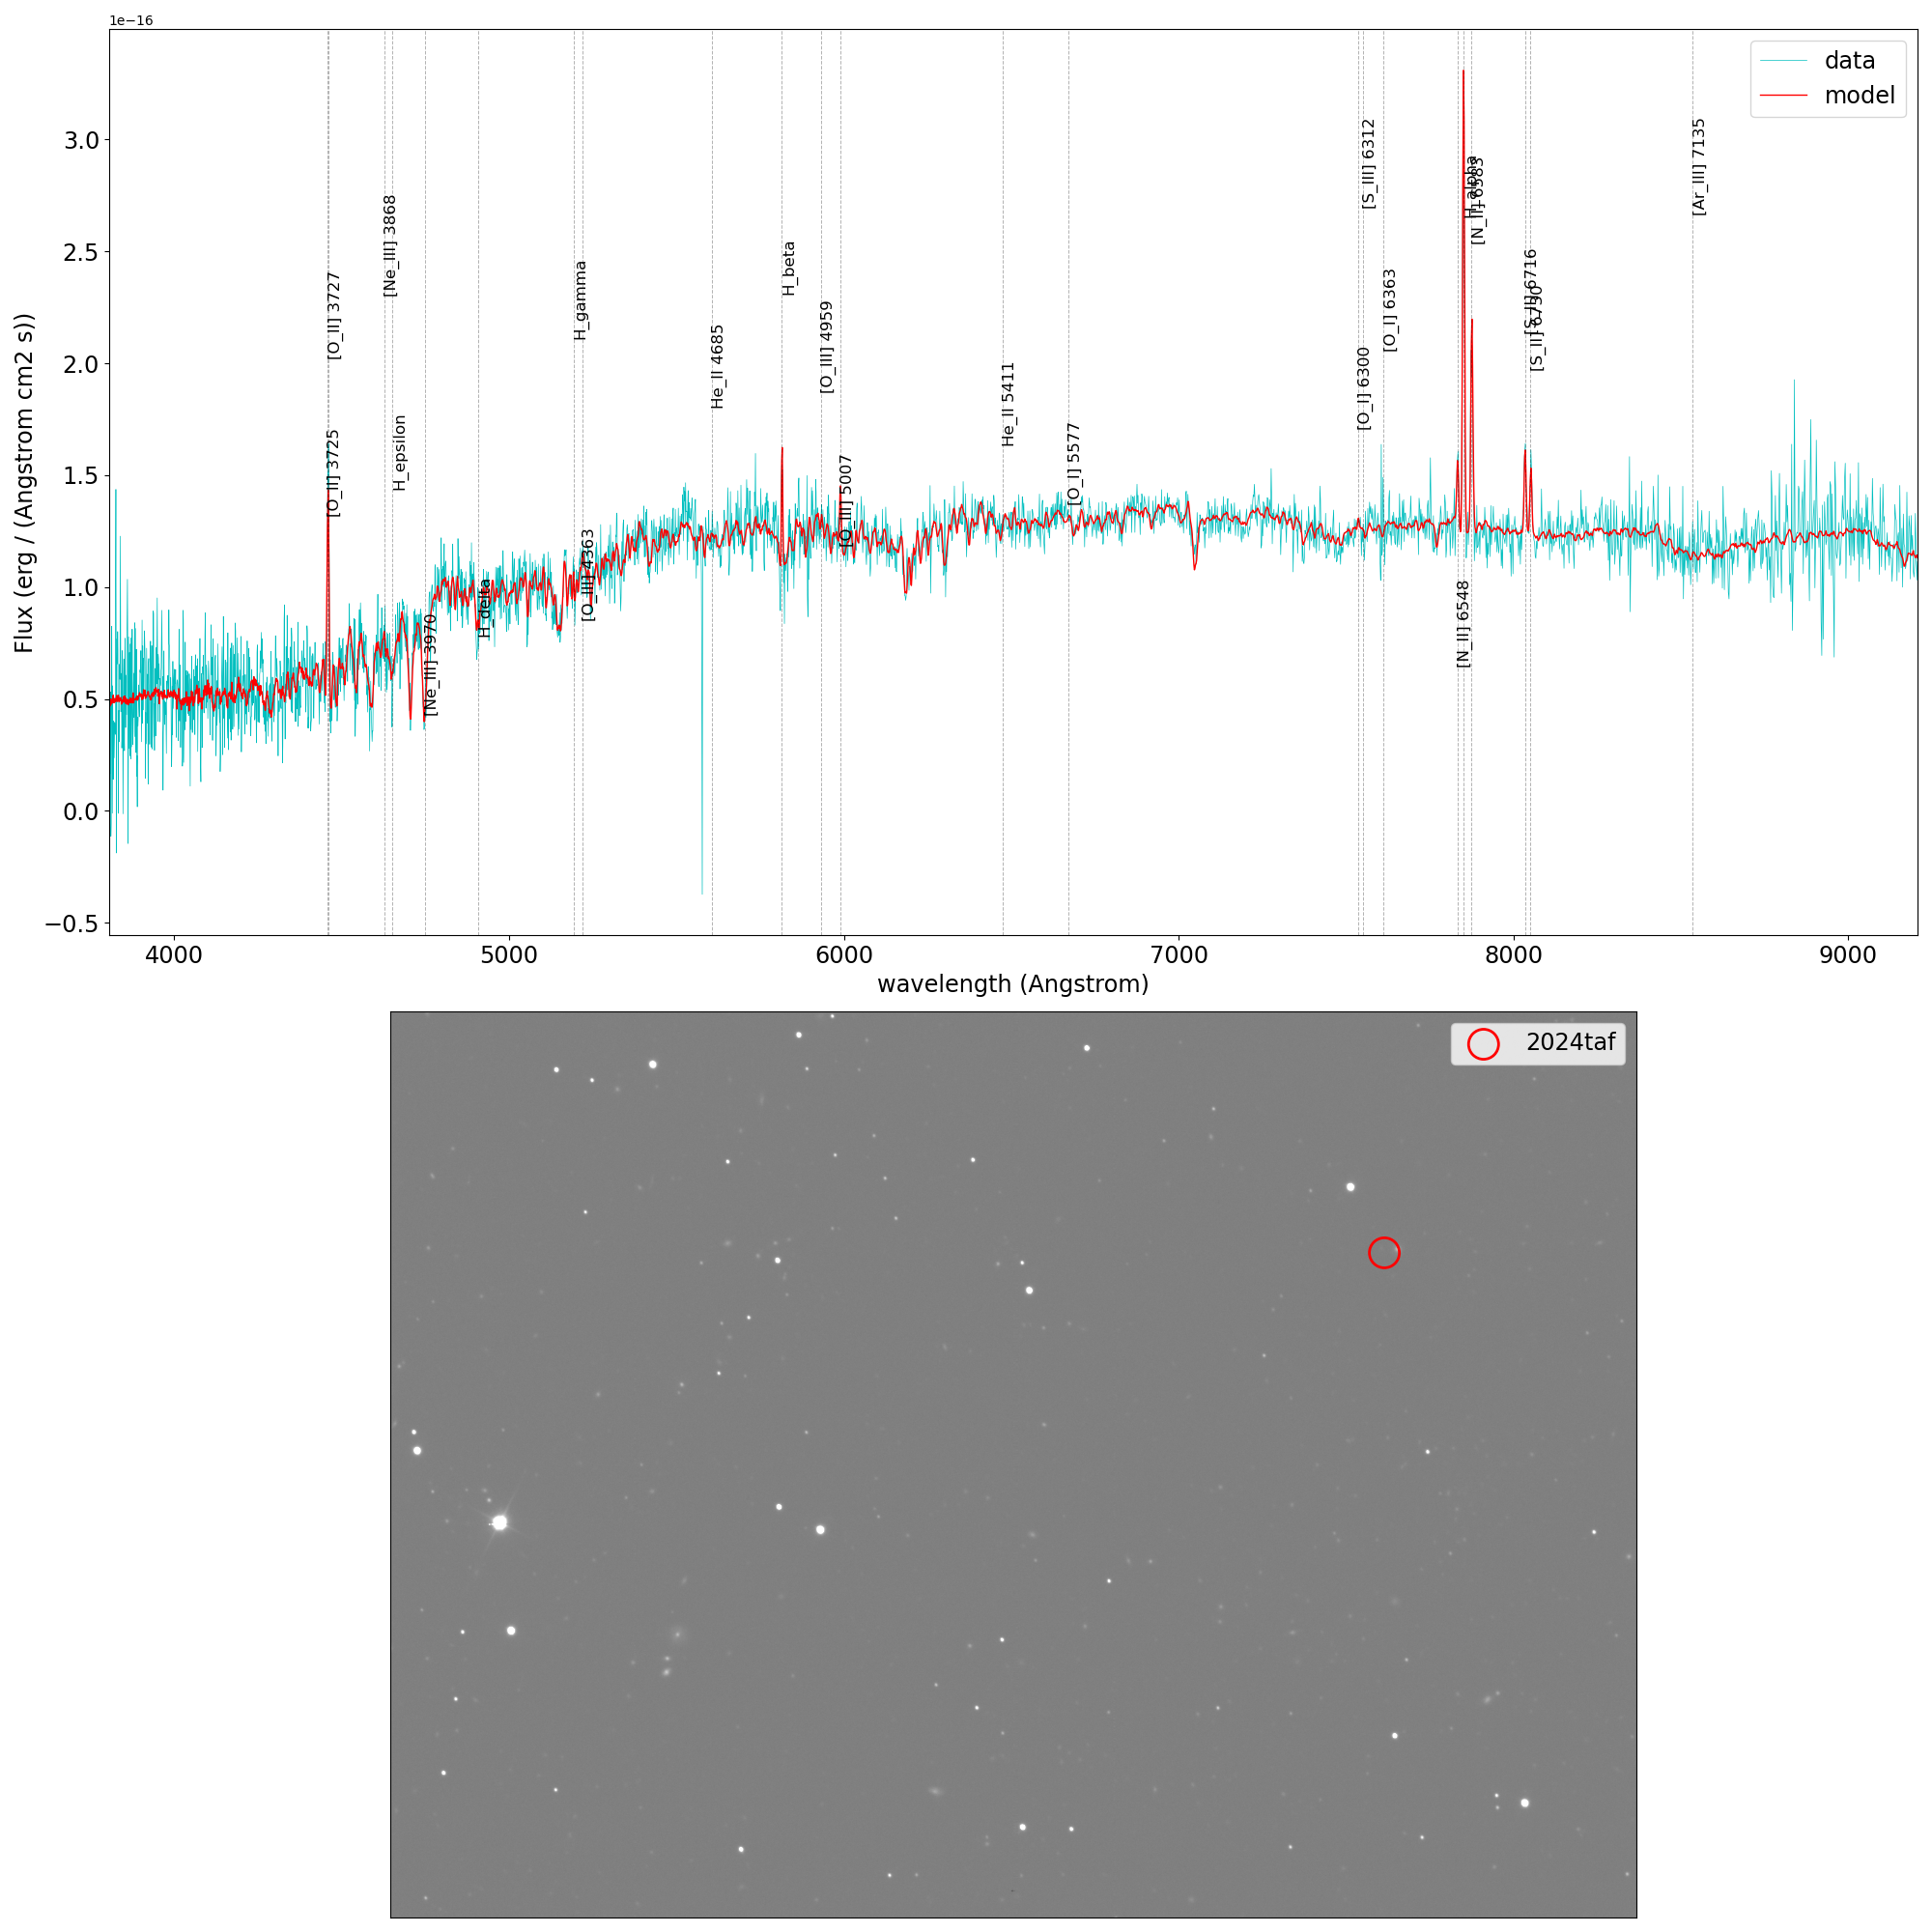 1e−16
Flux (erg / (Angstrom cm2 s))
3.0
2.5
2.0
1.5
1.0
0.5
0.0
−0.5
data
model
[O_II] 3725
[O_II] 3727
[Ne_III] 3868
H_epsilon
[Ne_III] 3970
H_delta
H_gamma
[O_III] 4363
He_II 4685
H_beta
[O_III] 4959
[O_III] 5007
He_II 5411
[O_I] 5577
[O_I] 6300
[S_III] 6312
[O_I] 6363
[N_II] 6548
H_alpha
[N_II] 6583
[S_II] 6716
[S_II] 6730
[Ar_III] 7135
4000
5000
6000
7000
8000
9000
wavelength (Angstrom)
2024taf